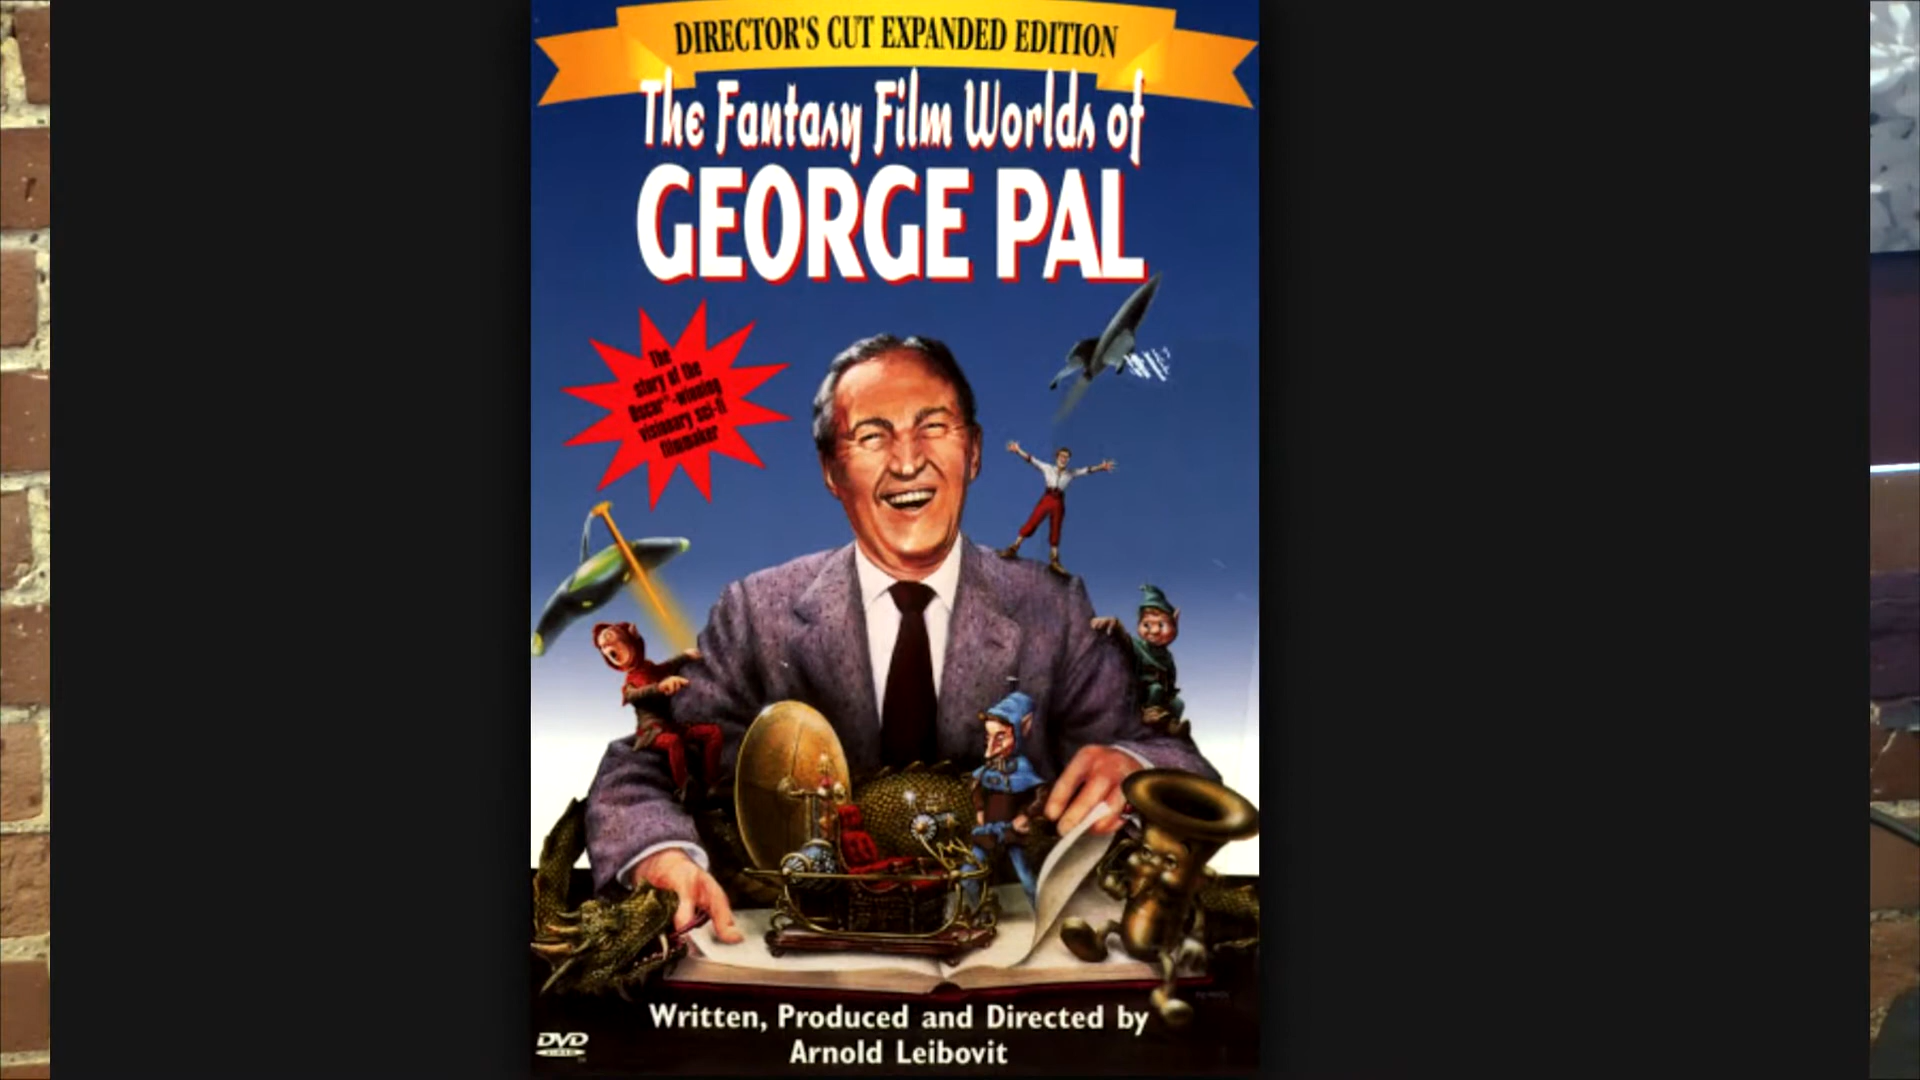 DIRECTOR'S CUT EXPANDED EDITION
The Fantasy Film Worlds of
GEORGE PAL
The
story of the
Oscar®-winning
visionary sci-fi
filmmaker
Written, Produced and Directed by
Arnold Leibovit
DVD
VIDEO